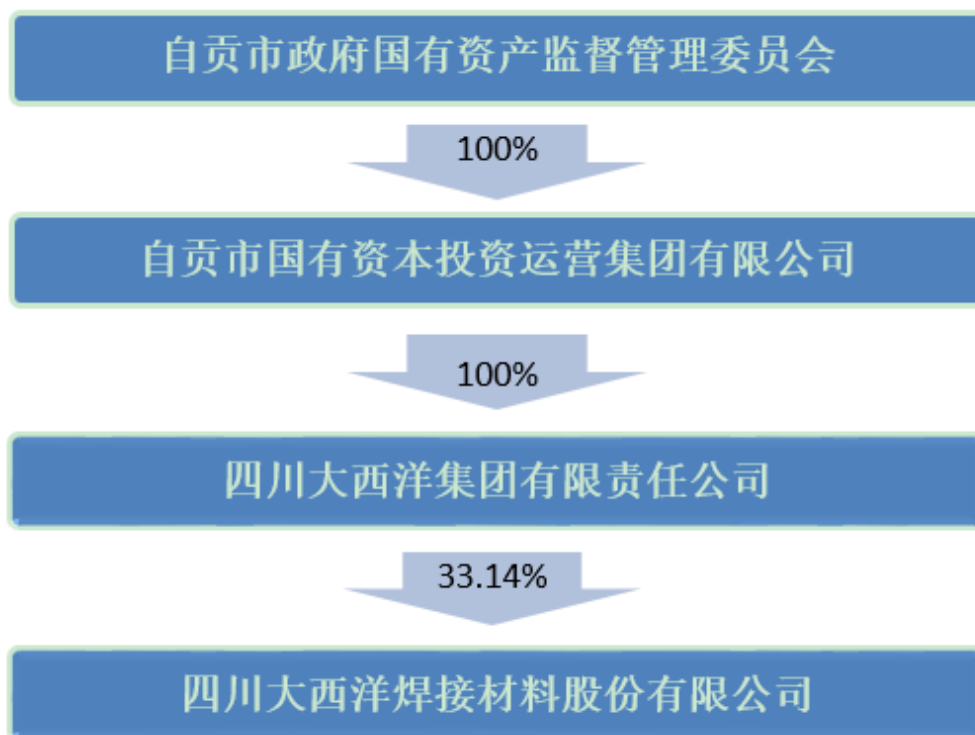 自贡市政府国有资产监督管理委员会
100%
自贡市国有资本投资运营集团有限公司
100%
四川大西洋集团有限责任公司
33.14%
四川大西洋焊接材料股份有限公司